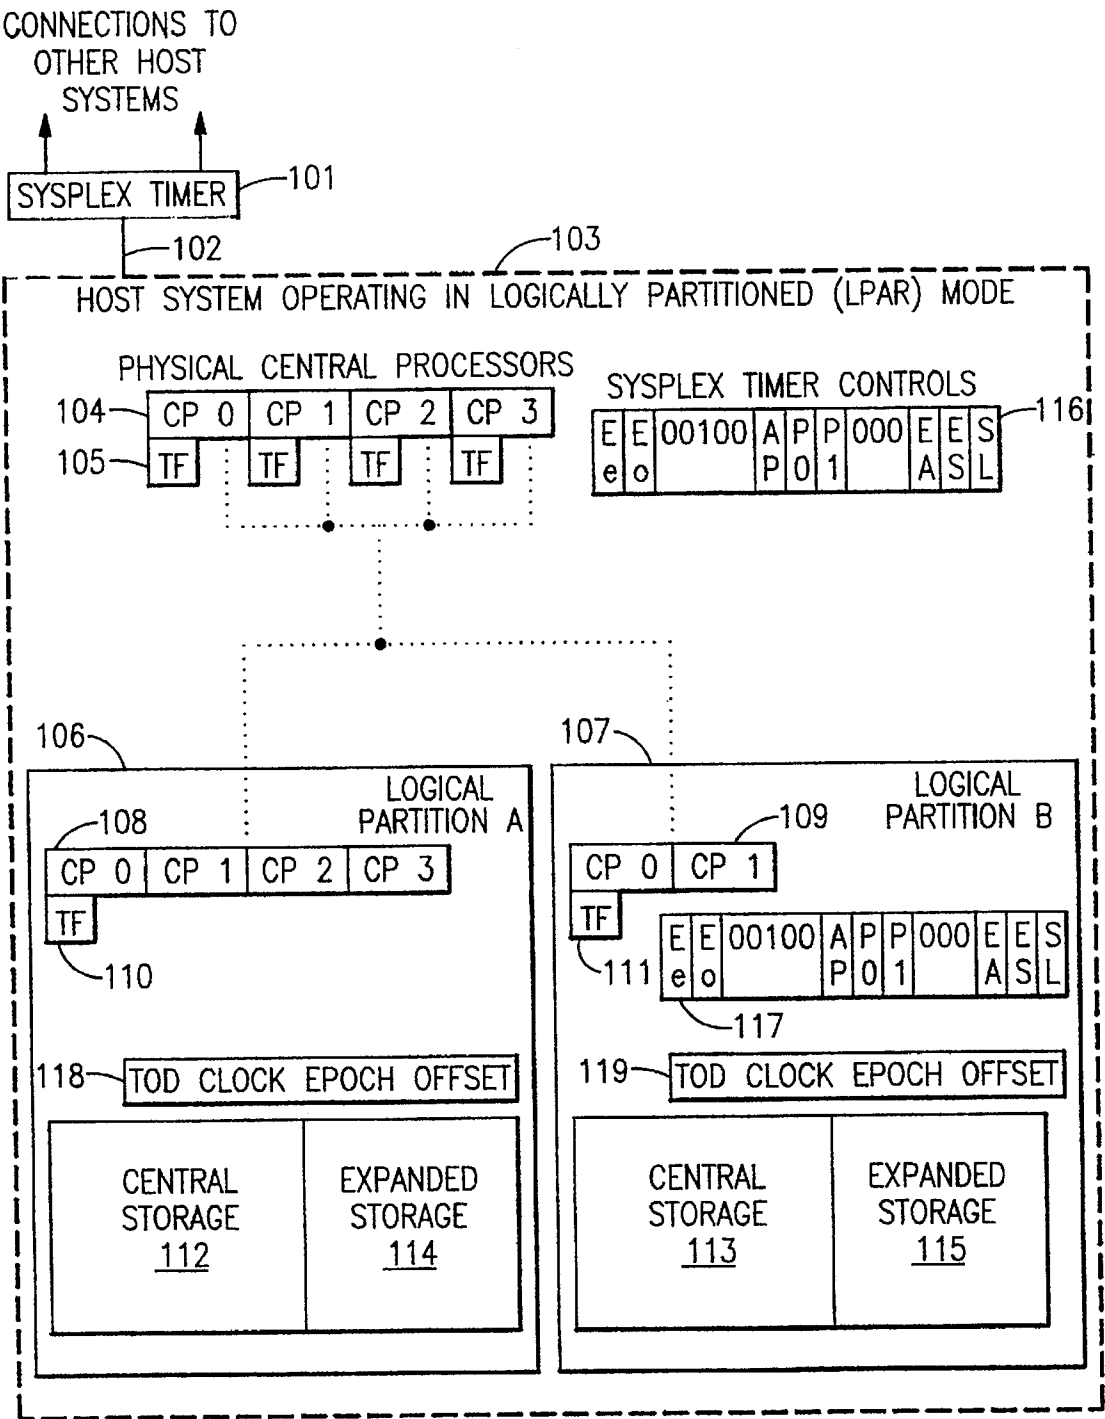 CONNECTIONS TO
OTHER HOST
SYSTEMS
SYSPLEX TIMER
101
102
103
HOST SYSTEM OPERATING IN LOGICALLY PARTITIONED (LPAR) MODE
PHYSICAL CENTRAL PROCESSORS
104
CP 0 CP 1 CP 2 CP 3
105
TF TF TF TF
SYSPLEX TIMER CONTROLS
116
E E 00100 A P P 000 E E S
e o P 0 1 A S L
106
LOGICAL
PARTITION A
108
CP 0 CP 1 CP 2 CP 3
TF
110
118
TOD CLOCK EPOCH OFFSET
CENTRAL
STORAGE
112
EXPANDED
STORAGE
114
107
LOGICAL
PARTITION B
109
CP 0 CP 1
TF
111
E E 00100 A P P 000 E E S
e o P 0 1 A S L
117
119
TOD CLOCK EPOCH OFFSET
CENTRAL
STORAGE
113
EXPANDED
STORAGE
115